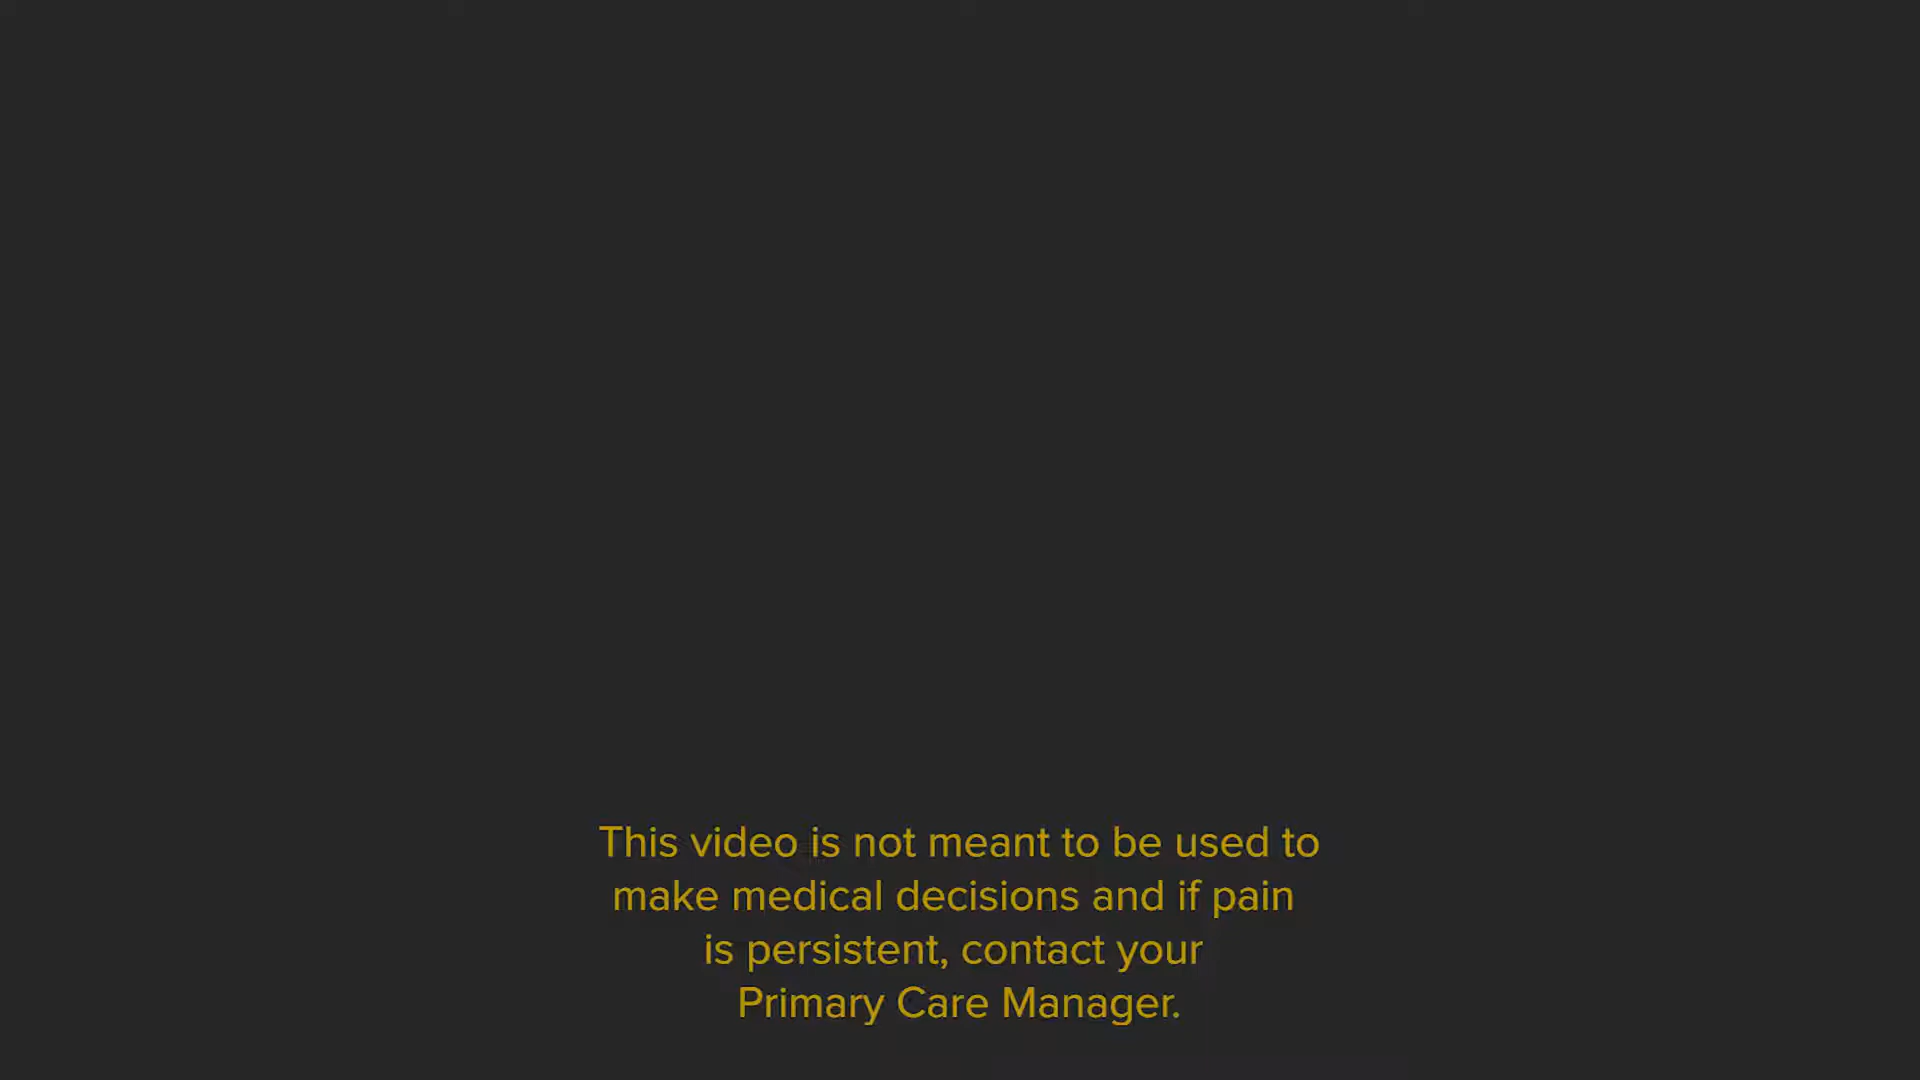 This video is not meant to be used to
make medical decisions and if pain
is persistent, contact your
Primary Care Manager.